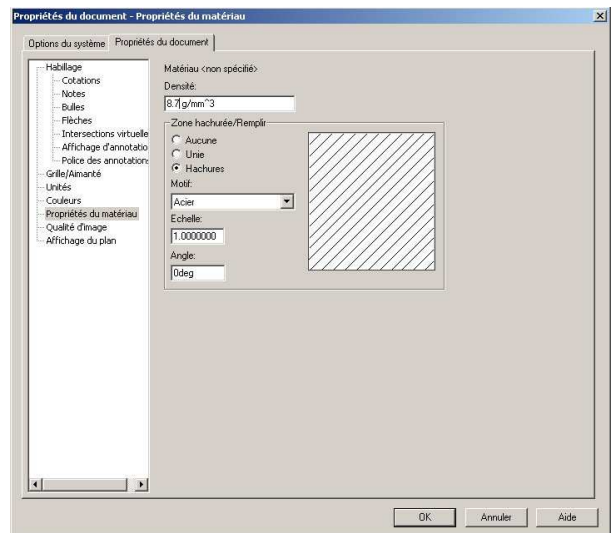 Propriétés du document - Propriétés du matériau
Options du système
Propriétés du document
Habillage
Cotations
Notes
Bulles
Flèches
Intersections virtuelle
Affichage d'annotatio
Police des annotations
Grille/Aimanté
Unités
Couleurs
Propriétés du matériau
Qualité d'image
Affichage du plan
Matériau <non spécifié>
Densité:
8.7 g/mm^3
Zone hachurée/Remplir
Aucune
Unie
Hachures
Motif:
Acier
Echelle:
1.0000000
Angle:
0deg
OK
Annuler
Aide